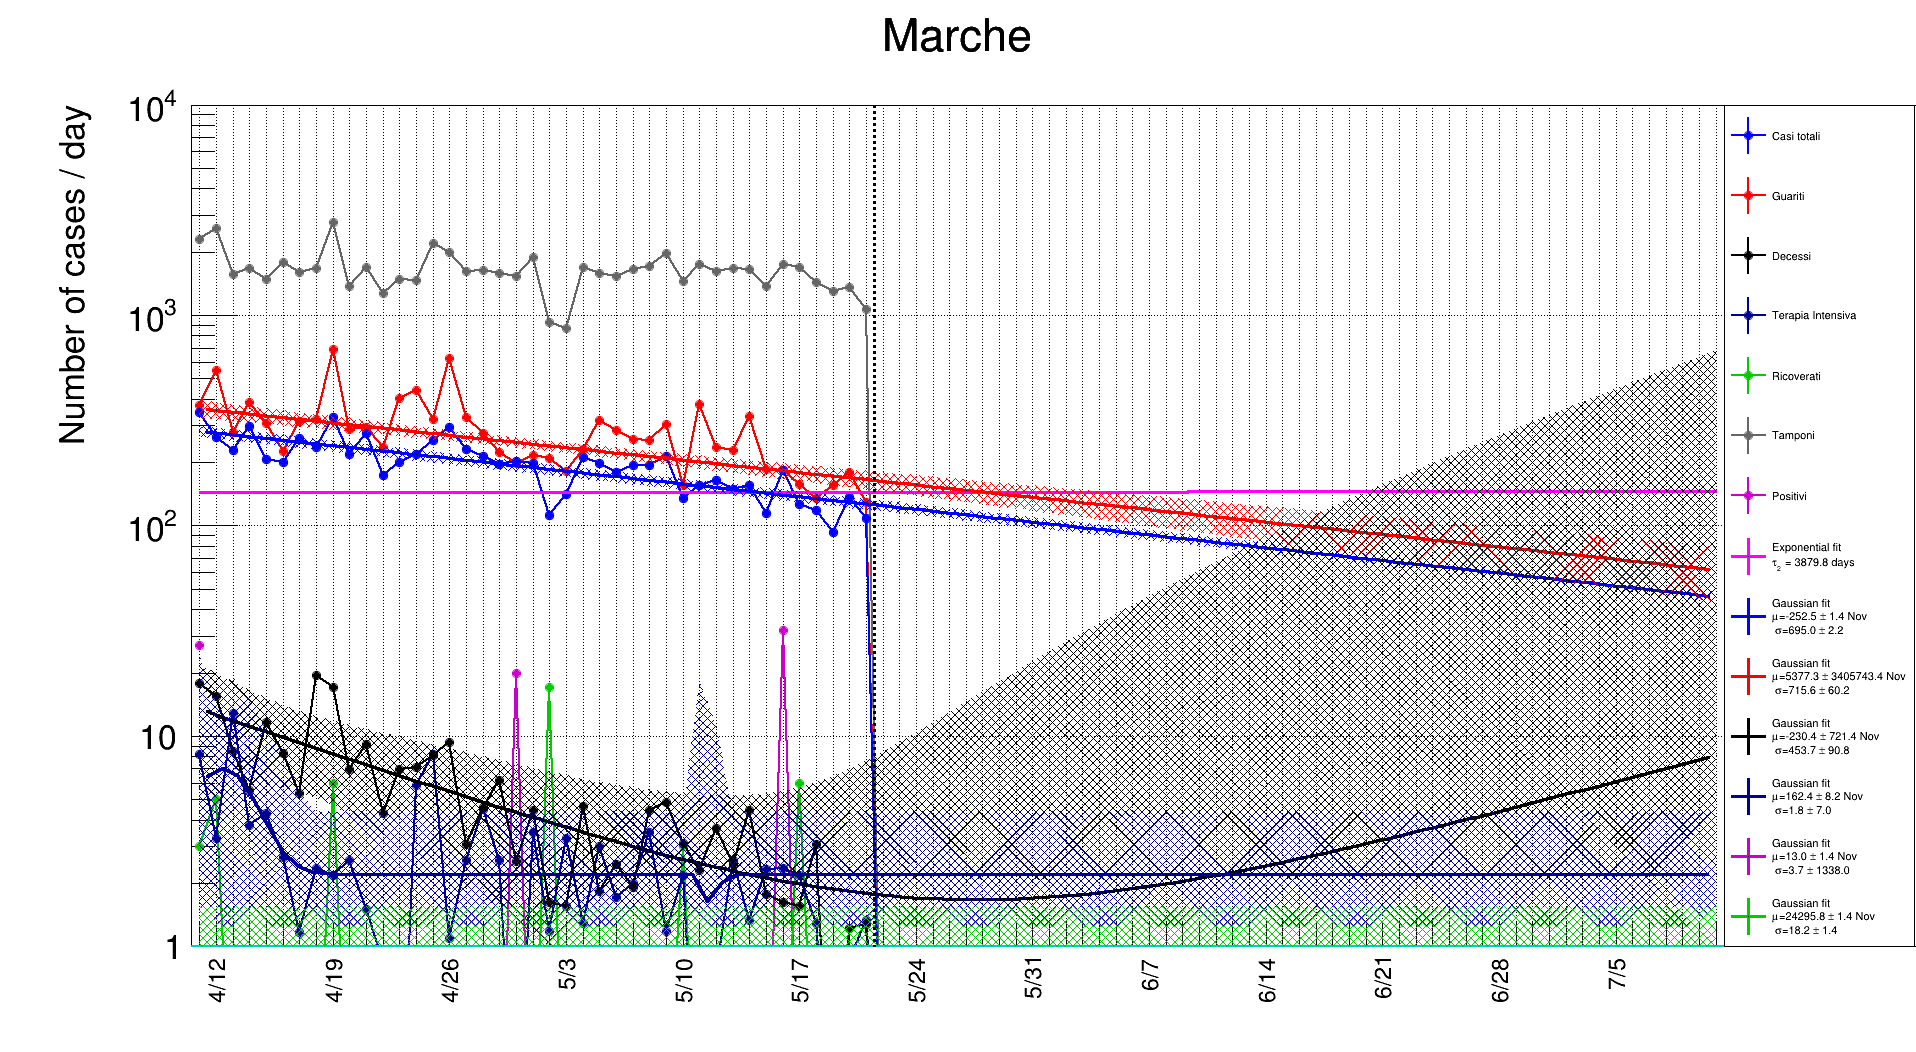 Marche
Number of cases / day
10⁴
10³
10²
10
1
4/12
4/19
4/26
5/3
5/10
5/17
5/24
5/31
6/7
6/14
6/21
6/28
7/5
Casi totali
Guariti
Decessi
Terapia Intensiva
Ricoverati
Tamponi
Positivi
Exponential fit
τ₂ = 3879.8 days
Gaussian fit
μ=-252.5 ± 1.4 Nov
σ=695.0 ± 2.2
Gaussian fit
μ=5377.3 ± 3405743.4 Nov
σ=715.6 ± 60.2
Gaussian fit
μ=-230.4 ± 721.4 Nov
σ=453.7 ± 90.8
Gaussian fit
μ=162.4 ± 8.2 Nov
σ=1.8 ± 7.0
Gaussian fit
μ=13.0 ± 1.4 Nov
σ=3.7 ± 1338.0
Gaussian fit
μ=24295.8 ± 1.4 Nov
σ=18.2 ± 1.4